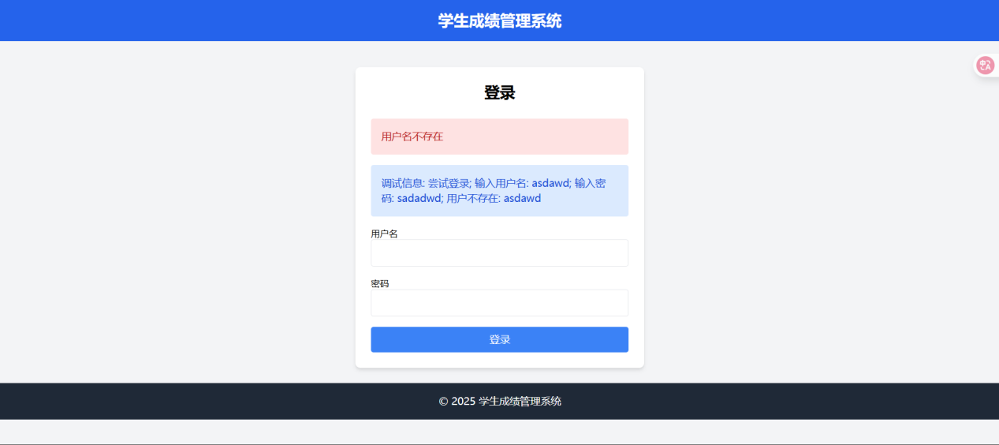 学生成绩管理系统
登录
用户名不存在
调试信息: 尝试登录; 输入用户名: asdawd; 输入密
码: sadadwd; 用户不存在: asdawd
用户名
密码
登录
© 2025 学生成绩管理系统